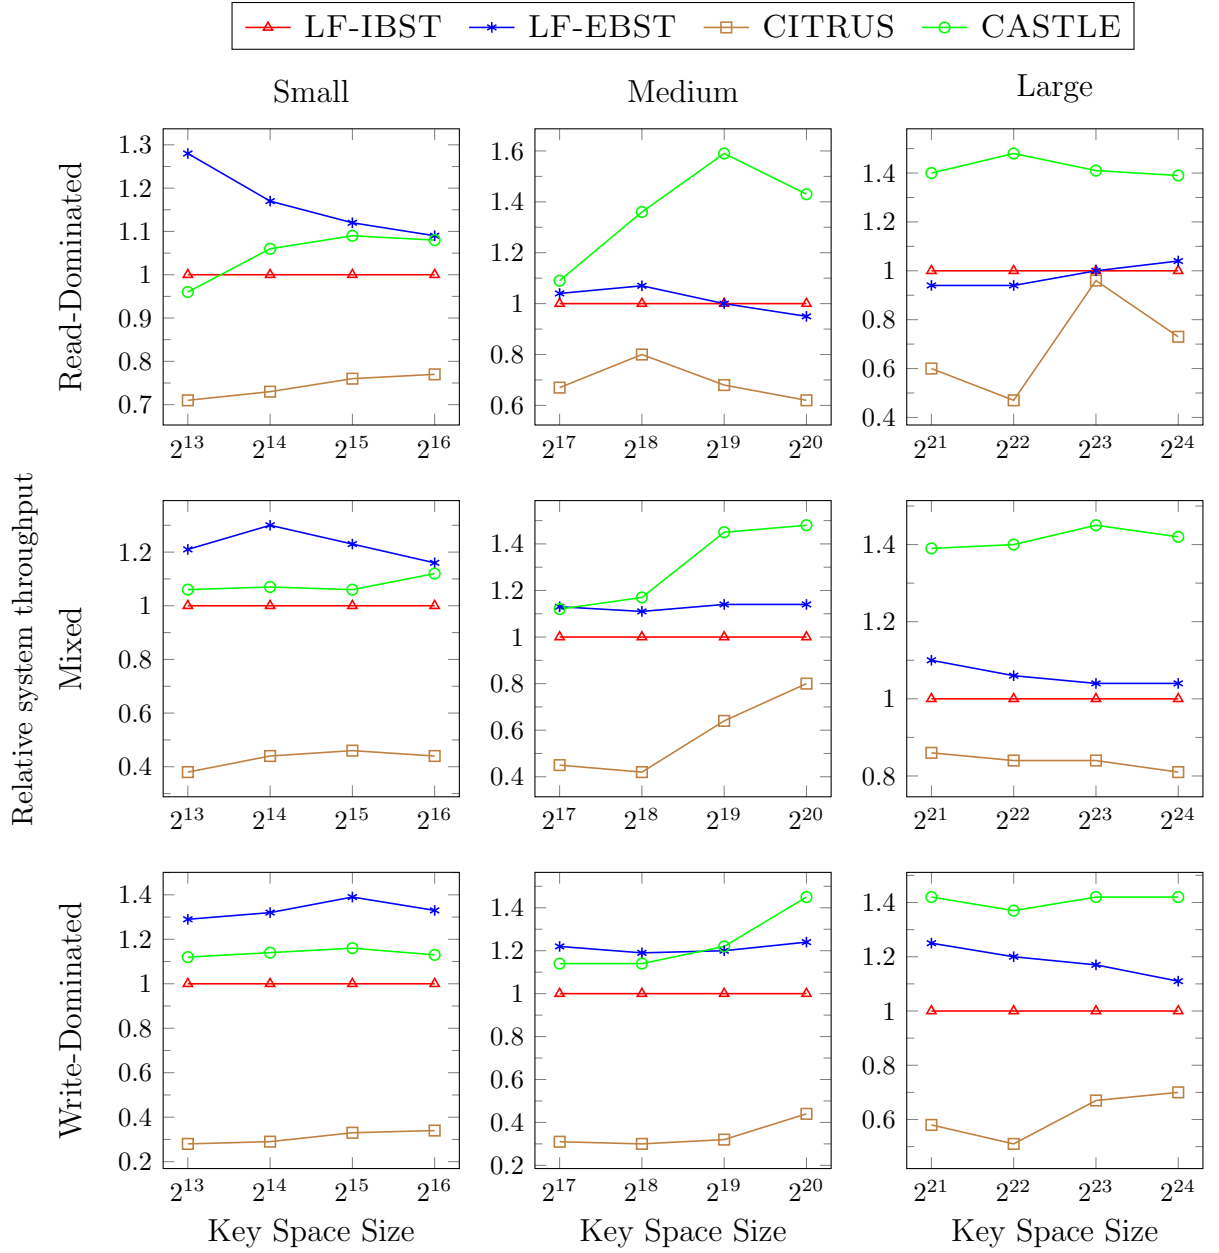 LF-IBST LF-EBST CITRUS CASTLE
Small Medium Large
Relative system throughput
Read-Dominated
1.3
1.2
1.1
1
0.9
0.8
0.7
2^13 2^14 2^15 2^16
1.6
1.4
1.2
1
0.8
0.6
2^17 2^18 2^19 2^20
1.4
1.2
1
0.8
0.6
0.4
2^21 2^22 2^23 2^24
Mixed
1.2
1
0.8
0.6
0.4
2^13 2^14 2^15 2^16
1.4
1.2
1
0.8
0.6
0.4
2^17 2^18 2^19 2^20
1.4
1.2
1
0.8
2^21 2^22 2^23 2^24
Write-Dominated
1.4
1.2
1
0.8
0.6
0.4
0.2
2^13 2^14 2^15 2^16
Key Space Size
1.4
1.2
1
0.8
0.6
0.4
0.2
2^17 2^18 2^19 2^20
Key Space Size
1.4
1.2
1
0.8
0.6
2^21 2^22 2^23 2^24
Key Space Size